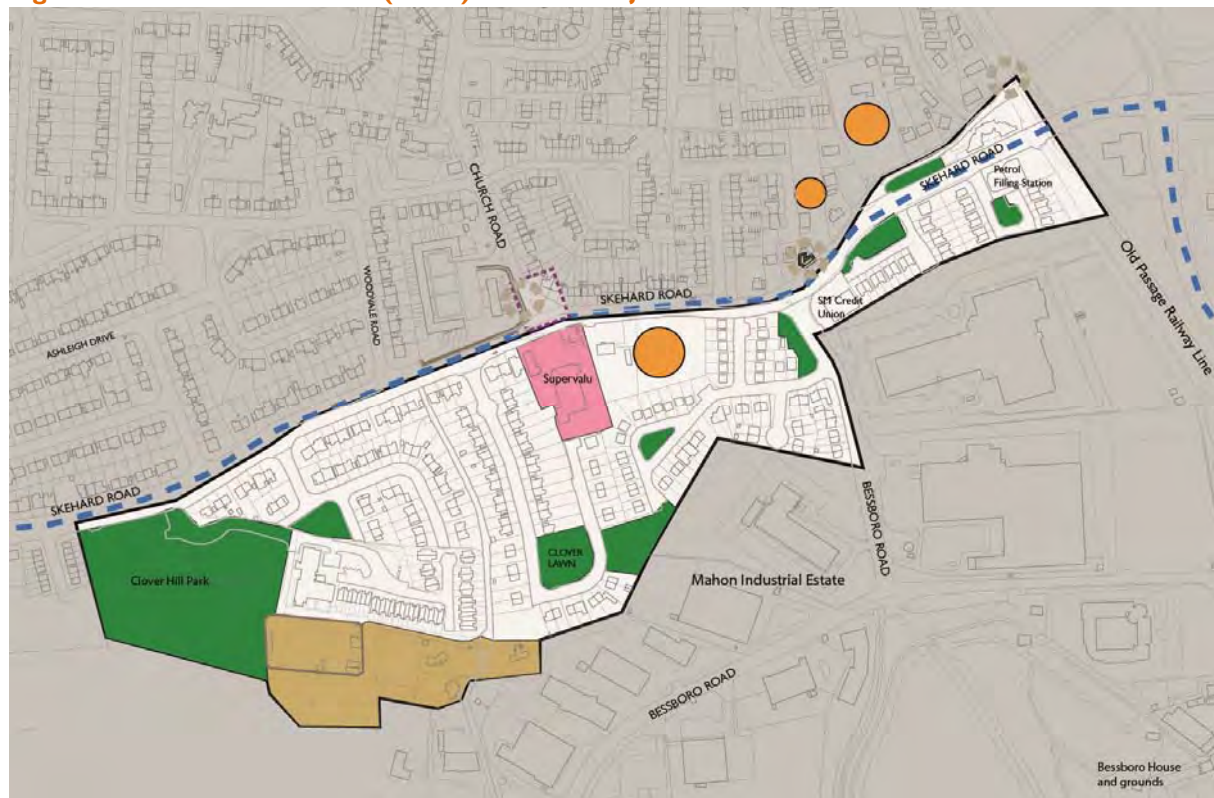 CHURCH ROAD
SKEHARD ROAD
Petrol
Filling Station
Old Passage Railway Line
SKEHARD ROAD
WOODVALE ROAD
SM Credit
Union
ASHLEIGH DRIVE
Supervalu
SKEHARD ROAD
BESSBORO ROAD
CLOVER
LAWN
Clover Hill Park
Mahon Industrial Estate
BESSBORO ROAD
Bessboro House
and grounds